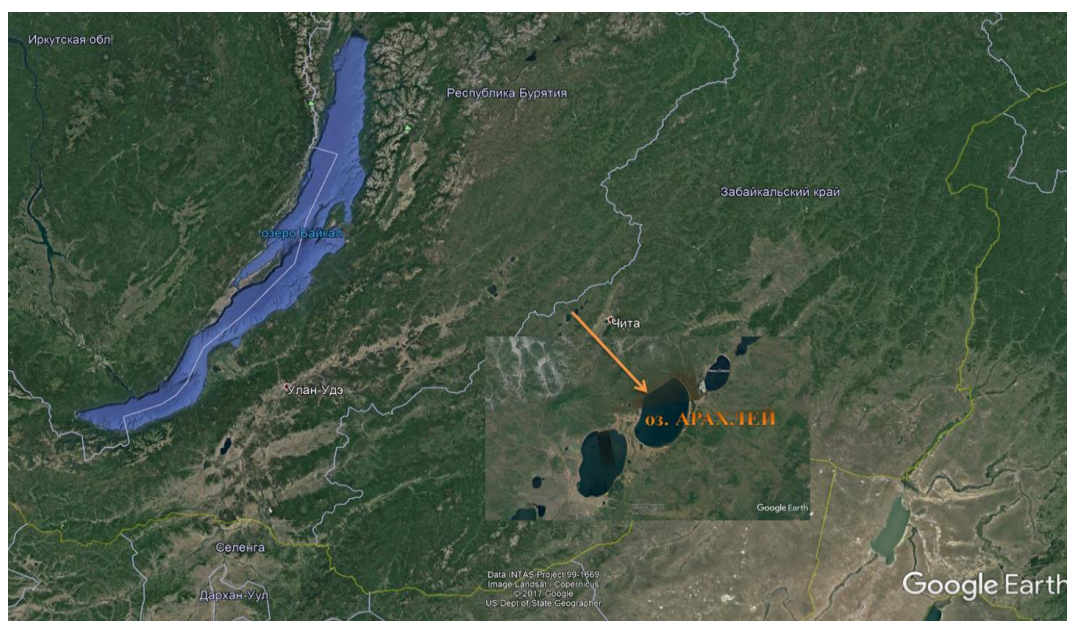 Иркутская обл.
Республика Бурятия
Забайкальский край
озеро Байкал
Чита
Улан-Удэ
оз. АРАХЛЕЙ
Google Earth
Селенга
Дархан-Уул
Data INTAS Project 99-1669
Image Landsat - Copernicus
© 2017 Google
US Dept of State Geographer
Google Earth